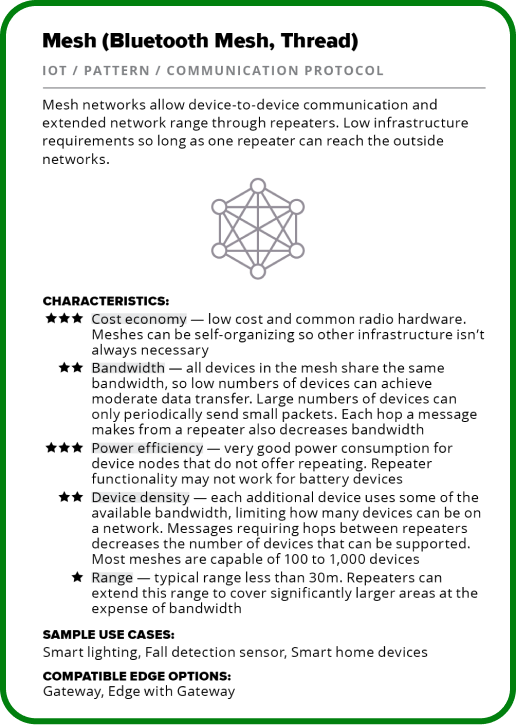 Mesh (Bluetooth Mesh, Thread)
IOT / PATTERN / COMMUNICATION PROTOCOL
Mesh networks allow device-to-device communication and
extended network range through repeaters. Low infrastructure
requirements so long as one repeater can reach the outside
networks.
CHARACTERISTICS:
★★★ Cost economy — low cost and common radio hardware.
Meshes can be self-organizing so other infrastructure isn't
always necessary
★★ Bandwidth — all devices in the mesh share the same
bandwidth, so low numbers of devices can achieve
moderate data transfer. Large numbers of devices can
only periodically send small packets. Each hop a message
makes from a repeater also decreases bandwidth
★★★ Power efficiency — very good power consumption for
device nodes that do not offer repeating. Repeater
functionality may not work for battery devices
★★ Device density — each additional device uses some of the
available bandwidth, limiting how many devices can be on
a network. Messages requiring hops between repeaters
decreases the number of devices that can be supported.
Most meshes are capable of 100 to 1,000 devices
★ Range — typical range less than 30m. Repeaters can
extend this range to cover significantly larger areas at the
expense of bandwidth
SAMPLE USE CASES:
Smart lighting, Fall detection sensor, Smart home devices
COMPATIBLE EDGE OPTIONS:
Gateway, Edge with Gateway